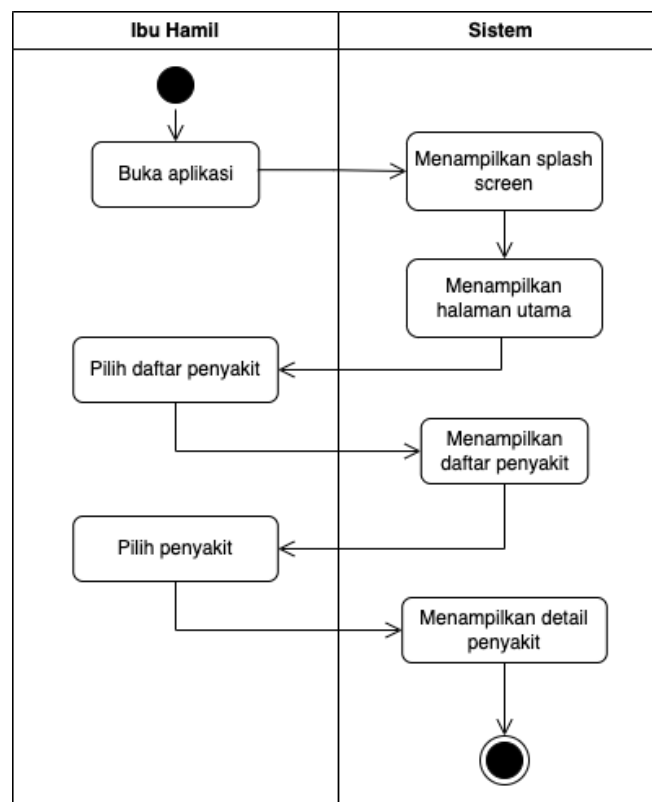 Ibu Hamil
Sistem
Buka aplikasi
Menampilkan splash
screen
Menampilkan
halaman utama
Pilih daftar penyakit
Menampilkan
daftar penyakit
Pilih penyakit
Menampilkan detail
penyakit